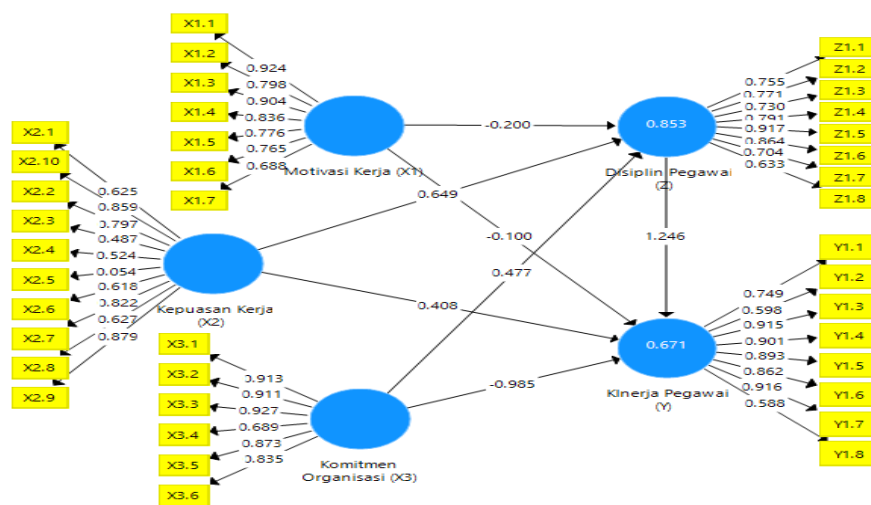 X1.1
X1.2
X1.3
X1.4
X1.5
X1.6
X1.7
0.924
0.798
0.904
0.836
0.776
0.765
0.688
Motivasi Kerja (X1)
X2.1
X2.10
X2.2
X2.3
X2.4
X2.5
X2.6
X2.7
X2.8
X2.9
0.625
0.859
0.797
0.487
0.524
0.054
0.618
0.822
0.627
0.879
Kepuasan Kerja
(X2)
X3.1
X3.2
X3.3
X3.4
X3.5
X3.6
0.913
0.911
0.927
0.689
0.873
0.835
Komitmen
Organisasi (X3)
-0.200
0.649
-0.100
0.477
0.408
-0.985
1.246
0.853
Disiplin Pegawai
(Z)
0.755
0.771
0.730
0.791
0.917
0.864
0.704
0.633
Z1.1
Z1.2
Z1.3
Z1.4
Z1.5
Z1.6
Z1.7
Z1.8
0.671
KInerja Pegawai
(Y)
0.749
0.598
0.915
0.901
0.893
0.862
0.916
0.588
Y1.1
Y1.2
Y1.3
Y1.4
Y1.5
Y1.6
Y1.7
Y1.8